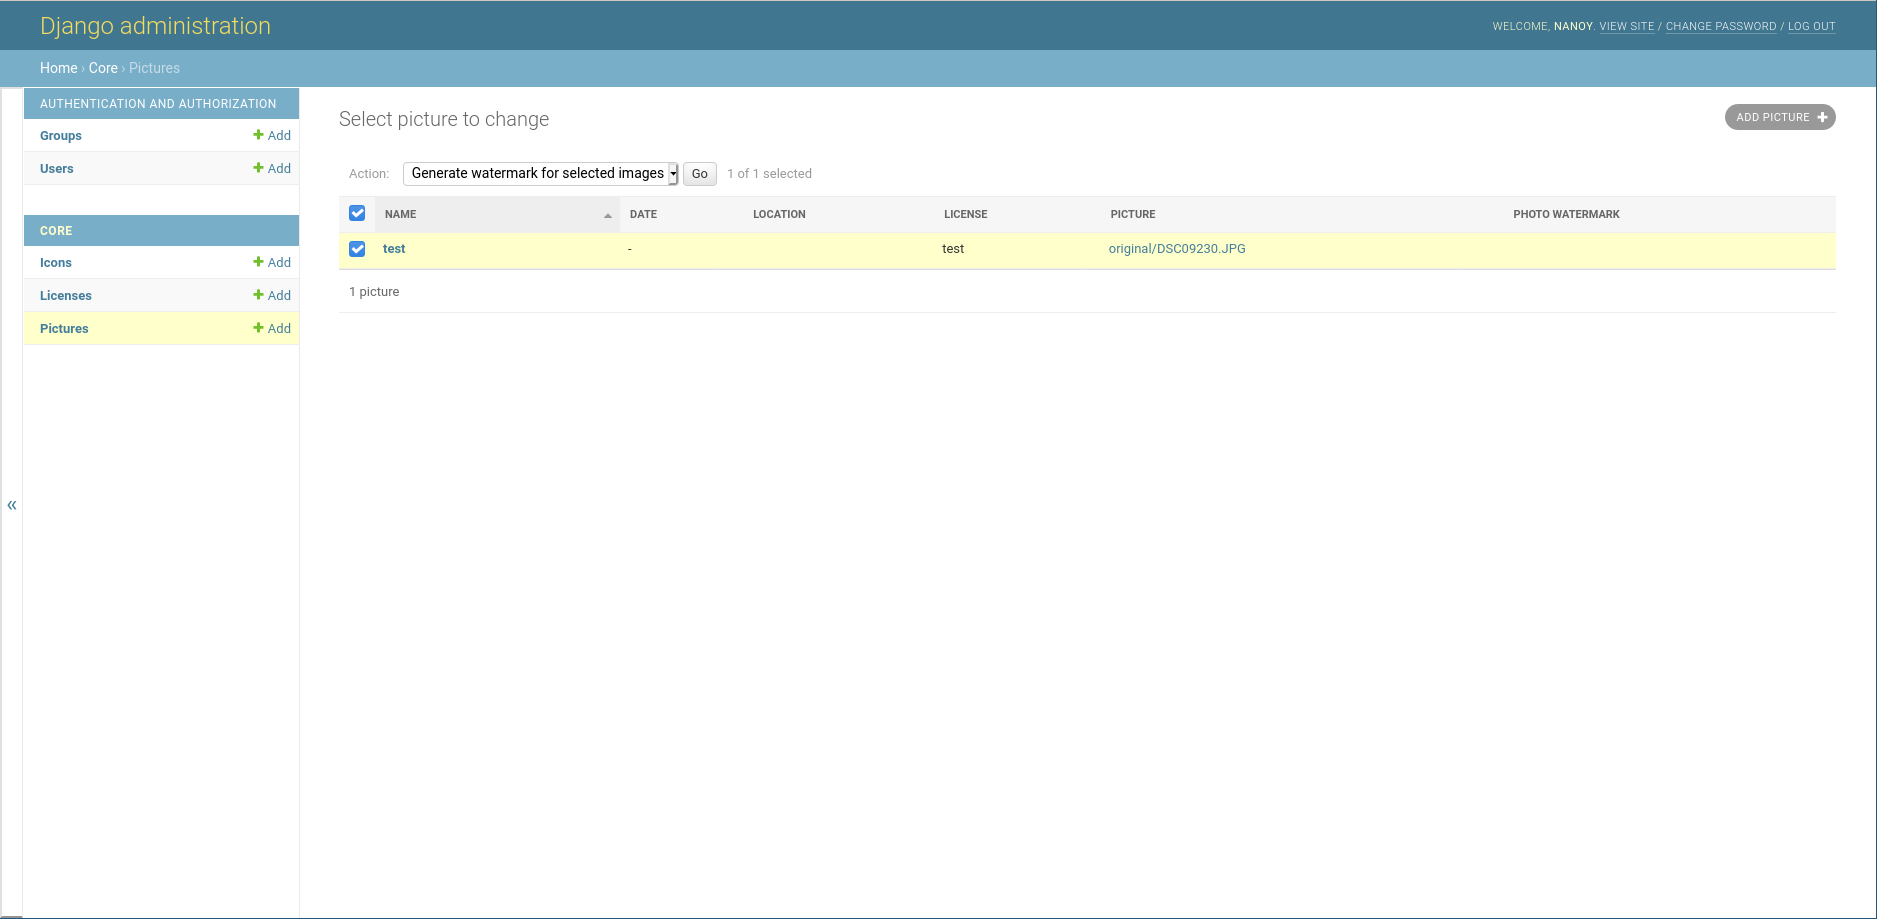 Django administration
WELCOME, NANOY. VIEW SITE / CHANGE PASSWORD / LOG OUT
Home › Core › Pictures
AUTHENTICATION AND AUTHORIZATION
Groups + Add
Users + Add
CORE
Icons + Add
Licenses + Add
Pictures + Add
«
Select picture to change
ADD PICTURE +
Action: Generate watermark for selected images Go 1 of 1 selected
NAME DATE LOCATION LICENSE PICTURE PHOTO WATERMARK
test - test original/DSC09230.JPG
1 picture